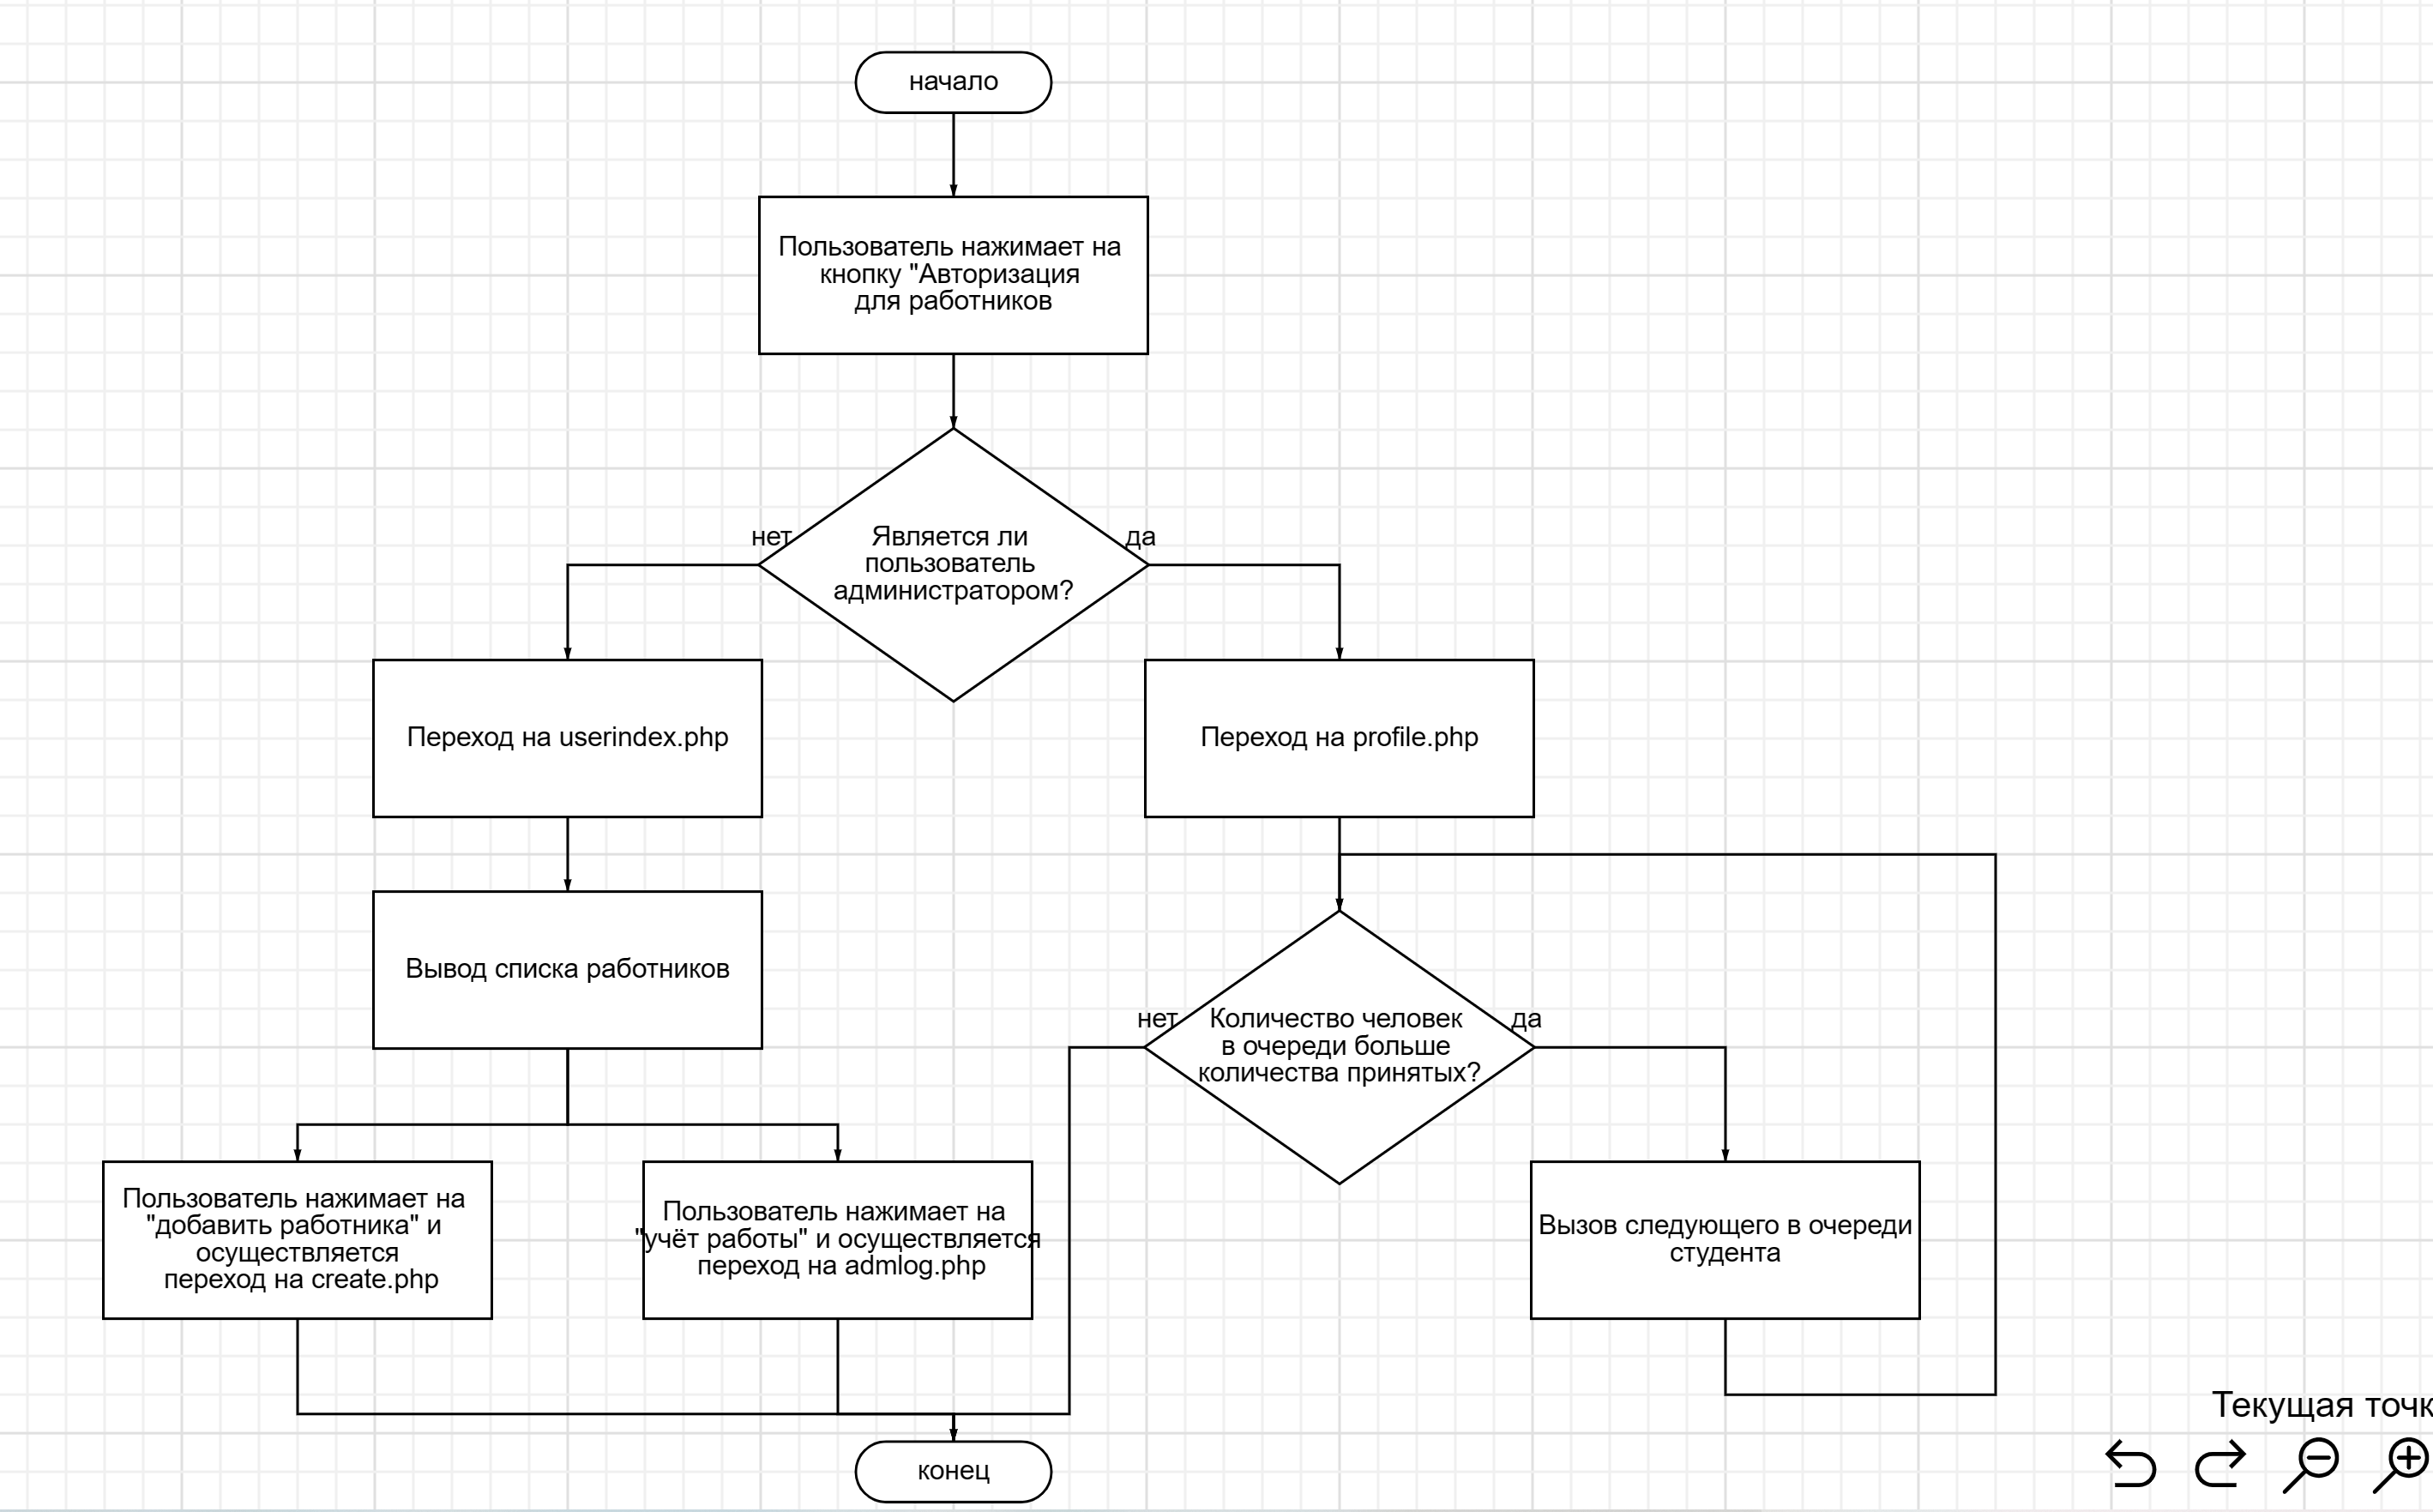 начало
Пользователь нажимает на
кнопку "Авторизация
для работников
нет
Является ли
пользователь
администратором?
да
Переход на userindex.php
Переход на profile.php
Вывод списка работников
нет
Количество человек
в очереди больше
количества принятых?
да
Пользователь нажимает на
"добавить работника" и
осуществляется
переход на create.php
Пользователь нажимает на
"учёт работы" и осуществляется
переход на admlog.php
Вызов следующего в очереди
студента
Текущая точк
конец